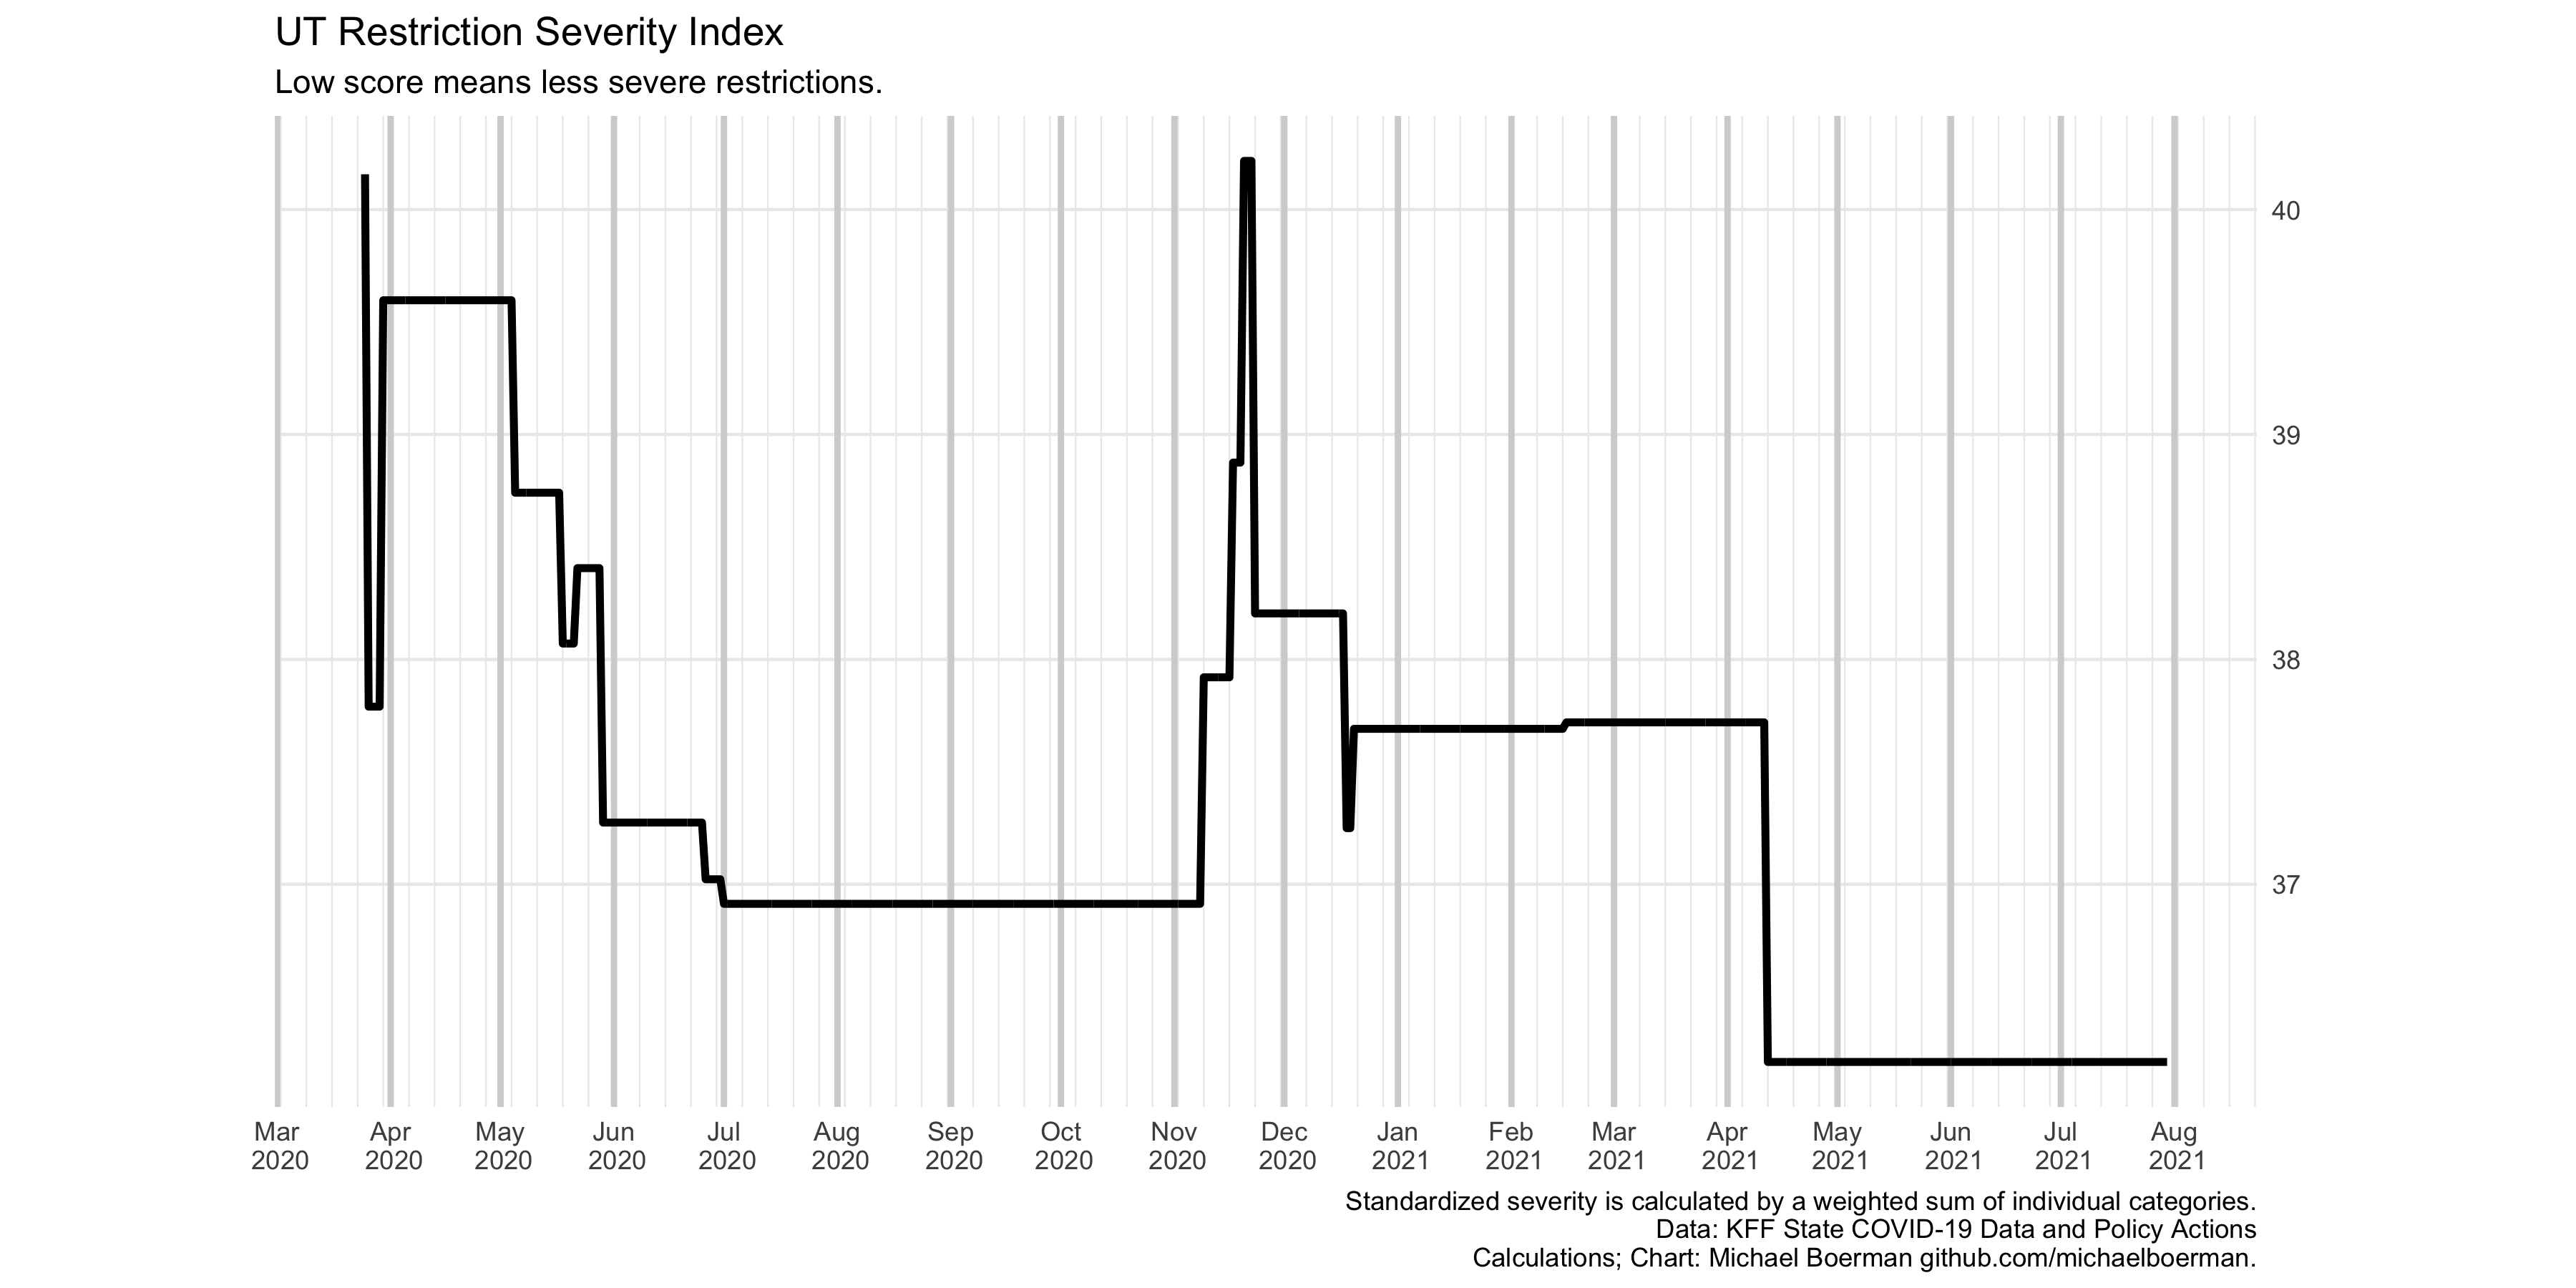 UT Restriction Severity Index
Low score means less severe restrictions.
40
39
38
37
Mar Apr May Jun Jul Aug Sep Oct Nov Dec Jan Feb Mar Apr May Jun Jul Aug
2020 2020 2020 2020 2020 2020 2020 2020 2020 2020 2021 2021 2021 2021 2021 2021 2021 2021
Standardized severity is calculated by a weighted sum of individual categories.
Data: KFF State COVID-19 Data and Policy Actions
Calculations; Chart: Michael Boerman github.com/michaelboerman.